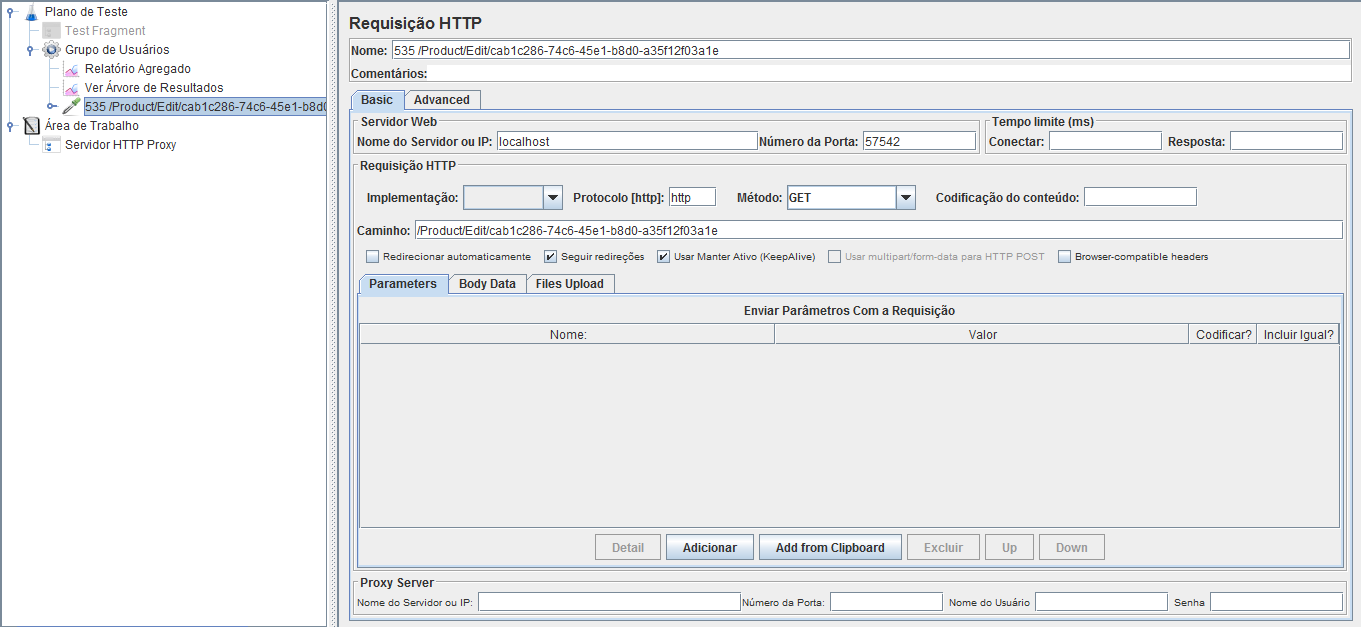 Plano de Teste
Test Fragment
Grupo de Usuários
Relatório Agregado
Ver Árvore de Resultados
535 /Product/Edit/cab1c286-74c6-45e1-b8d0
Área de Trabalho
Servidor HTTP Proxy
Requisição HTTP
Nome: 535 /Product/Edit/cab1c286-74c6-45e1-b8d0-a35f12f03a1e
Comentários:
Basic Advanced
Servidor Web Tempo limite (ms)
Nome do Servidor ou IP: localhost Número da Porta: 57542 Conectar: Resposta:
Requisição HTTP
Implementação: Protocolo [http]: http Método: GET Codificação do conteúdo:
Caminho: /Product/Edit/cab1c286-74c6-45e1-b8d0-a35f12f03a1e
Redirecionar automaticamente Seguir redireções Usar Manter Ativo (KeepAlive) Usar multipart/form-data para HTTP POST Browser-compatible headers
Parameters Body Data Files Upload
Enviar Parâmetros Com a Requisição
Nome: Valor Codificar? Incluir Igual?
Detail Adicionar Add from Clipboard Excluir Up Down
Proxy Server
Nome do Servidor ou IP: Número da Porta: Nome do Usuário Senha